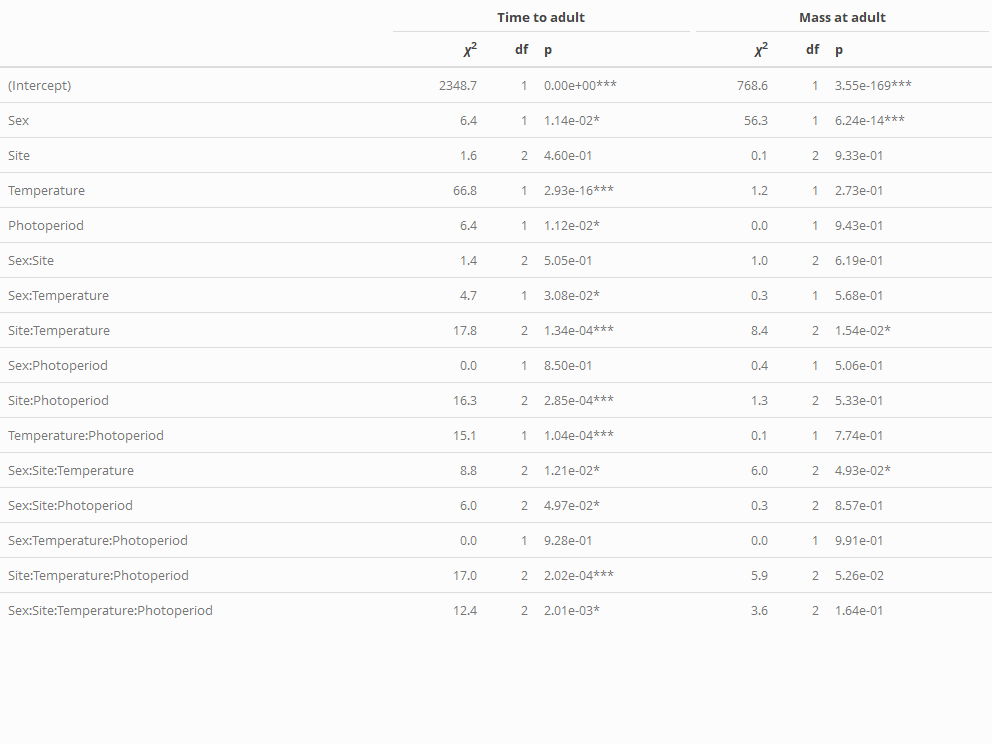 Time to adult Mass at adult
χ2 df p χ2 df p
(Intercept) 2348.7 1 0.00e+00*** 768.6 1 3.55e-169***
Sex 6.4 1 1.14e-02* 56.3 1 6.24e-14***
Site 1.6 2 4.60e-01 0.1 2 9.33e-01
Temperature 66.8 1 2.93e-16*** 1.2 1 2.73e-01
Photoperiod 6.4 1 1.12e-02* 0.0 1 9.43e-01
Sex:Site 1.4 2 5.05e-01 1.0 2 6.19e-01
Sex:Temperature 4.7 1 3.08e-02* 0.3 1 5.68e-01
Site:Temperature 17.8 2 1.34e-04*** 8.4 2 1.54e-02*
Sex:Photoperiod 0.0 1 8.50e-01 0.4 1 5.06e-01
Site:Photoperiod 16.3 2 2.85e-04*** 1.3 2 5.33e-01
Temperature:Photoperiod 15.1 1 1.04e-04*** 0.1 1 7.74e-01
Sex:Site:Temperature 8.8 2 1.21e-02* 6.0 2 4.93e-02*
Sex:Site:Photoperiod 6.0 2 4.97e-02* 0.3 2 8.57e-01
Sex:Temperature:Photoperiod 0.0 1 9.28e-01 0.0 1 9.91e-01
Site:Temperature:Photoperiod 17.0 2 2.02e-04*** 5.9 2 5.26e-02
Sex:Site:Temperature:Photoperiod 12.4 2 2.01e-03* 3.6 2 1.64e-01